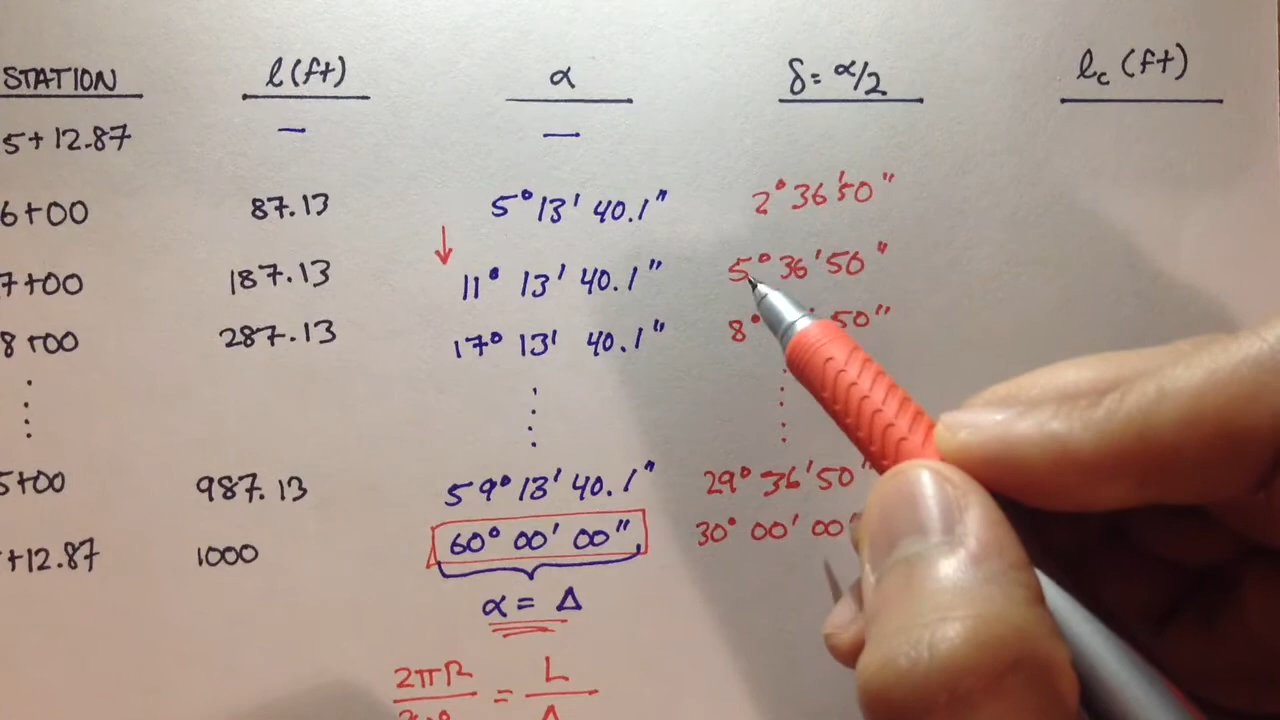 STATION l (ft) α δ = α/2 lc (ft)
5+12.87 — —
6+00 87.13 5° 13' 40.1" 2° 36' 50"
7+00 187.13 11° 13' 40.1" 5° 36' 50"
8+00 287.13 17° 13' 40.1" 8° 50"
5+00 987.13 59° 13' 40.1" 29° 36' 50"
+12.87 1000 60° 00' 00" 30° 00' 00
α = Δ
2πR = L
Δ